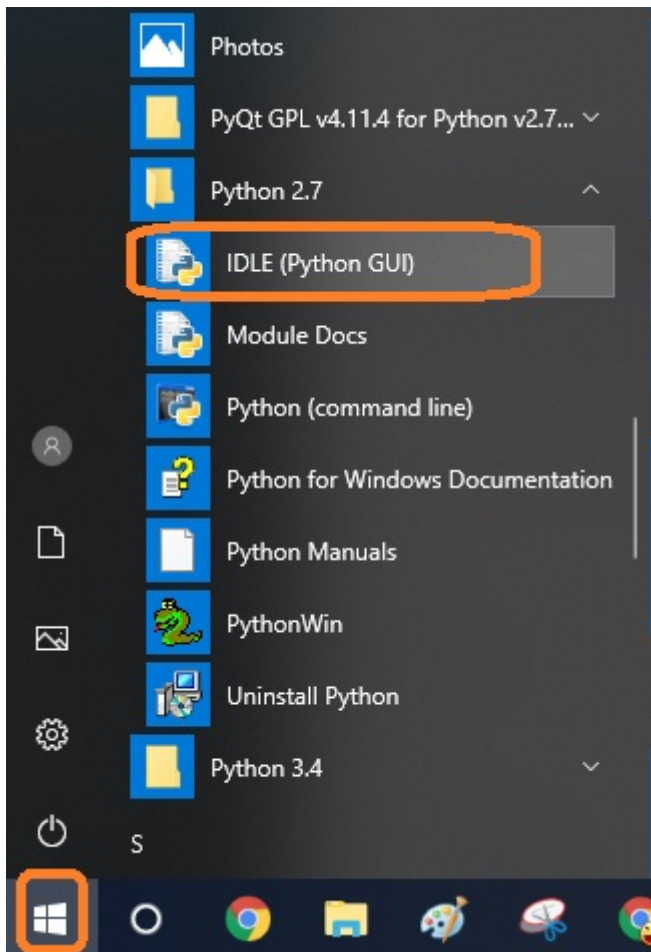 Photos
PyQt GPL v4.11.4 for Python v2.7...
Python 2.7
IDLE (Python GUI)
Module Docs
Python (command line)
Python for Windows Documentation
Python Manuals
PythonWin
Uninstall Python
Python 3.4
S